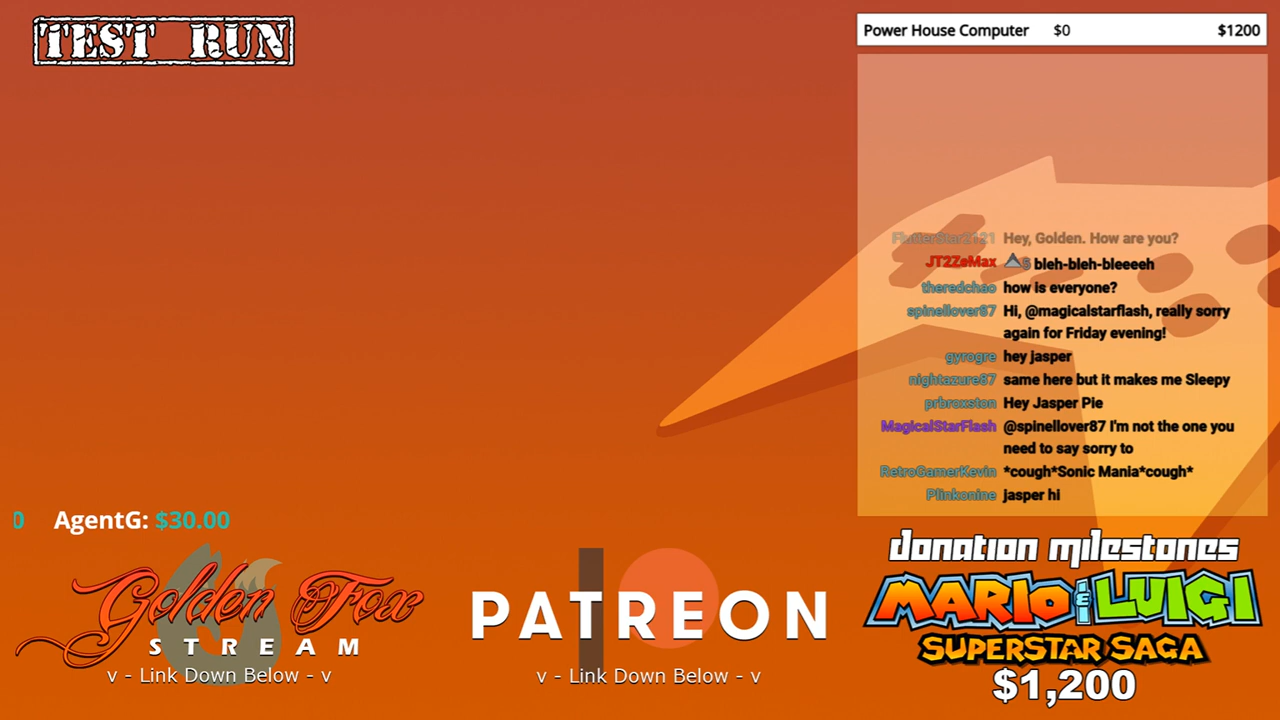 TEST RUN
Power House Computer $0 $1200
FlutterStar2121 Hey, Golden. How are you?
JT2ZeMax 5 bleh-bleh-bleeeeh
theredchao how is everyone?
spinellover87 Hi, @magicalstarflash, really sorry
again for Friday evening!
gyrogre hey jasper
nightazure87 same here but it makes me Sleepy
prbroxston Hey Jasper Pie
MagicalStarFlash @spinellover87 I'm not the one you
need to say sorry to
RetroGamerKevin *cough*Sonic Mania*cough*
Plinkonine jasper hi
0 AgentG: $30.00
Golden Fox
STREAM
v - Link Down Below - v
PATREON
v - Link Down Below - v
donation milestones
MARIO & LUIGI
SUPERSTAR SAGA
$1,200